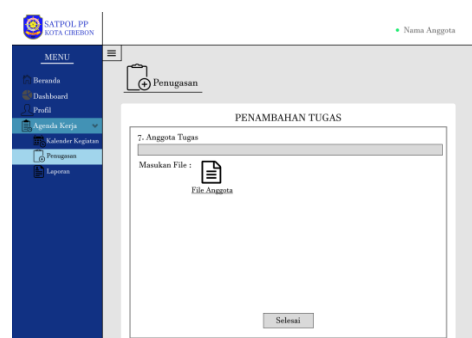 SATPOL PP
KOTA CIREBON
Nama Anggota
MENU
Beranda
Dashboard
Profil
Agenda Kerja
Kalender Kegiatan
Penugasan
Laporan
Penugasan
PENAMBAHAN TUGAS
7. Anggota Tugas
Masukan File :
File Anggota
Selesai